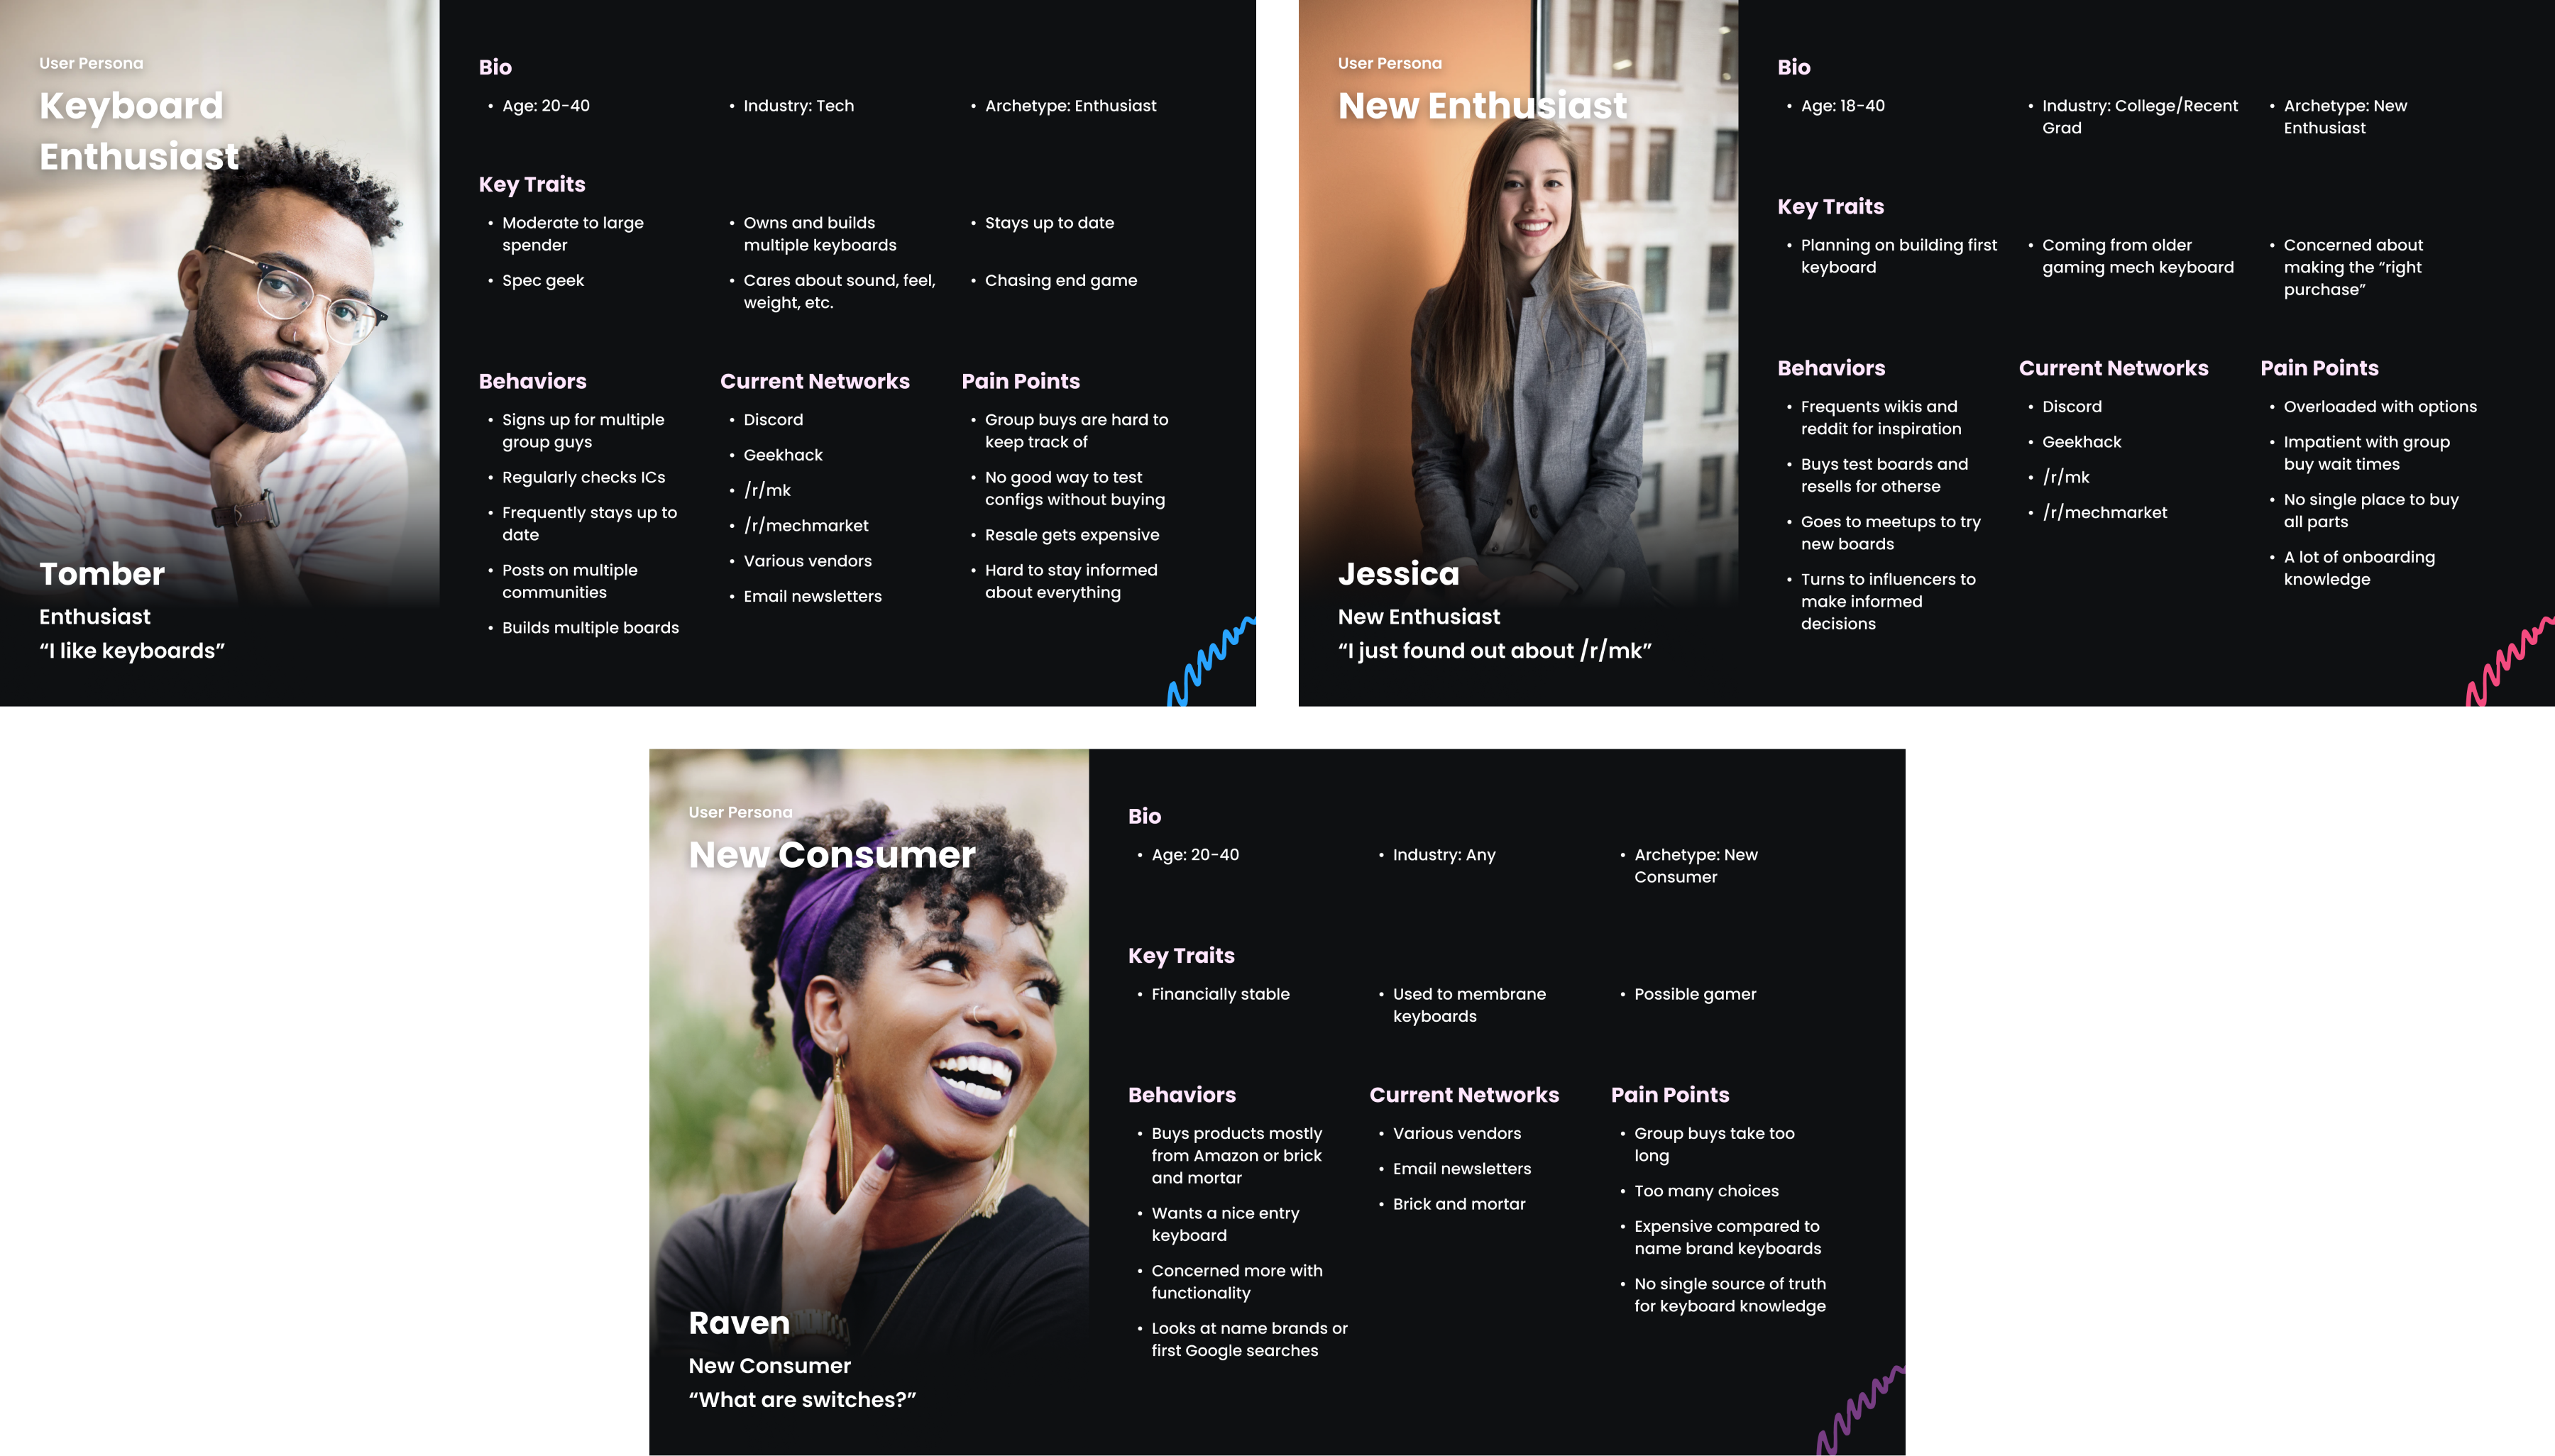 User Persona
Keyboard
Enthusiast
Tomber
Enthusiast
“I like keyboards”
Bio
• Age: 20-40
• Industry: Tech
• Archetype: Enthusiast
Key Traits
• Moderate to large
spender
• Owns and builds
multiple keyboards
• Stays up to date
• Spec geek
• Cares about sound, feel,
weight, etc.
• Chasing end game
Behaviors
• Signs up for multiple
group guys
• Regularly checks ICs
• Frequently stays up to
date
• Posts on multiple
communities
• Builds multiple boards
Current Networks
• Discord
• Geekhack
• /r/mk
• /r/mechmarket
• Various vendors
• Email newsletters
Pain Points
• Group buys are hard to
keep track of
• No good way to test
configs without buying
• Resale gets expensive
• Hard to stay informed
about everything
User Persona
New Enthusiast
Jessica
New Enthusiast
“I just found out about /r/mk”
Bio
• Age: 18-40
• Industry: College/Recent
Grad
• Archetype: New
Enthusiast
Key Traits
• Planning on building first
keyboard
• Coming from older
gaming mech keyboard
• Concerned about
making the “right
purchase”
Behaviors
• Frequents wikis and
reddit for inspiration
• Buys test boards and
resells for otherse
• Goes to meetups to try
new boards
• Turns to influencers to
make informed
decisions
Current Networks
• Discord
• Geekhack
• /r/mk
• /r/mechmarket
Pain Points
• Overloaded with options
• Impatient with group
buy wait times
• No single place to buy
all parts
• A lot of onboarding
knowledge
User Persona
New Consumer
Raven
New Consumer
“What are switches?”
Bio
• Age: 20-40
• Industry: Any
• Archetype: New
Consumer
Key Traits
• Financially stable
• Used to membrane
keyboards
• Possible gamer
Behaviors
• Buys products mostly
from Amazon or brick
and mortar
• Wants a nice entry
keyboard
• Concerned more with
functionality
• Looks at name brands or
first Google searches
Current Networks
• Various vendors
• Email newsletters
• Brick and mortar
Pain Points
• Group buys take too
long
• Too many choices
• Expensive compared to
name brand keyboards
• No single source of truth
for keyboard knowledge